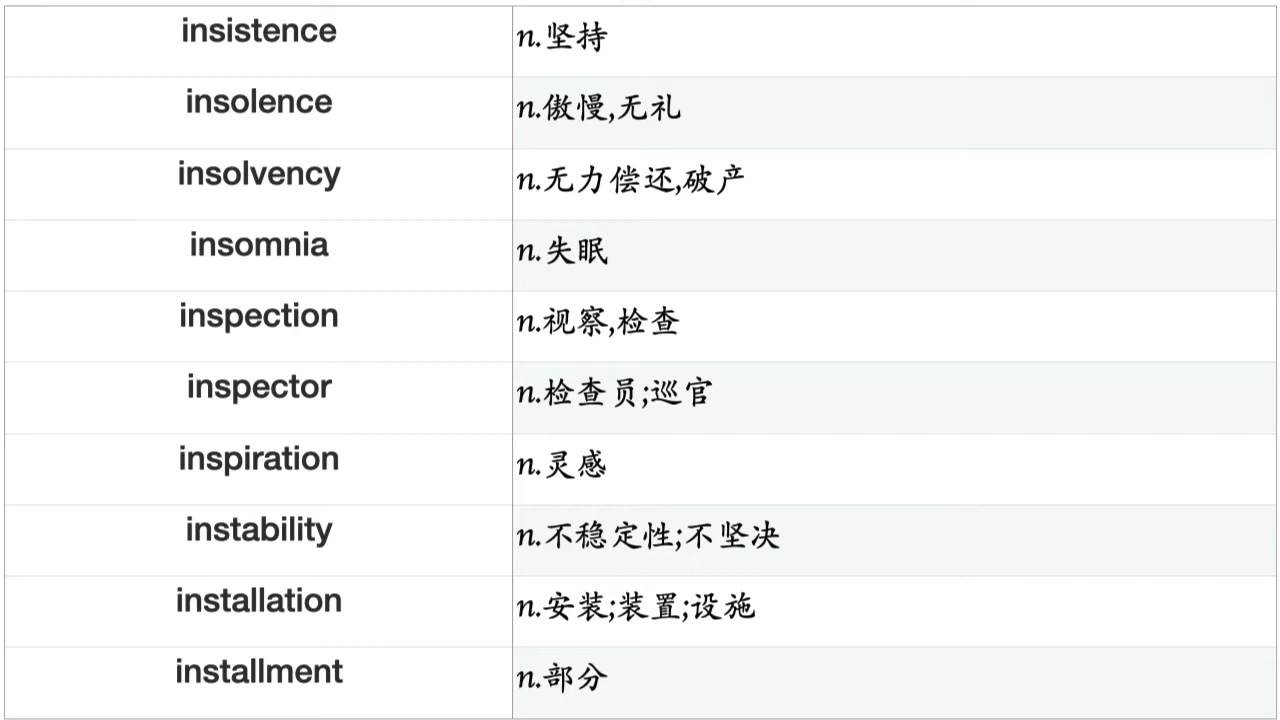 insistence n.坚持
insolence n.傲慢,无礼
insolvency n.无力偿还,破产
insomnia n.失眠
inspection n.视察,检查
inspector n.检查员;巡官
inspiration n.灵感
instability n.不稳定性;不坚决
installation n.安装;装置;设施
installment n.部分